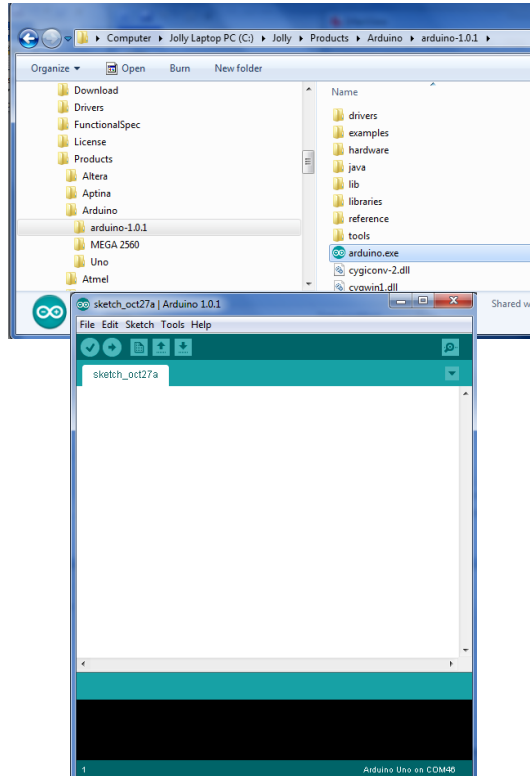 Computer ▸ Jolly Laptop PC (C:) ▸ Jolly ▸ Products ▸ Arduino ▸ arduino-1.0.1 ▸
Organize Open Burn New folder
Download
Drivers
FunctionalSpec
License
Products
Altera
Aptina
Arduino
arduino-1.0.1
MEGA 2560
Uno
Atmel
Name
drivers
examples
hardware
java
lib
libraries
reference
tools
arduino.exe
cygiconv-2.dll
cygwin1.dll
Shared w
sketch_oct27a | Arduino 1.0.1
File Edit Sketch Tools Help
sketch_oct27a
1 Arduino Uno on COM46